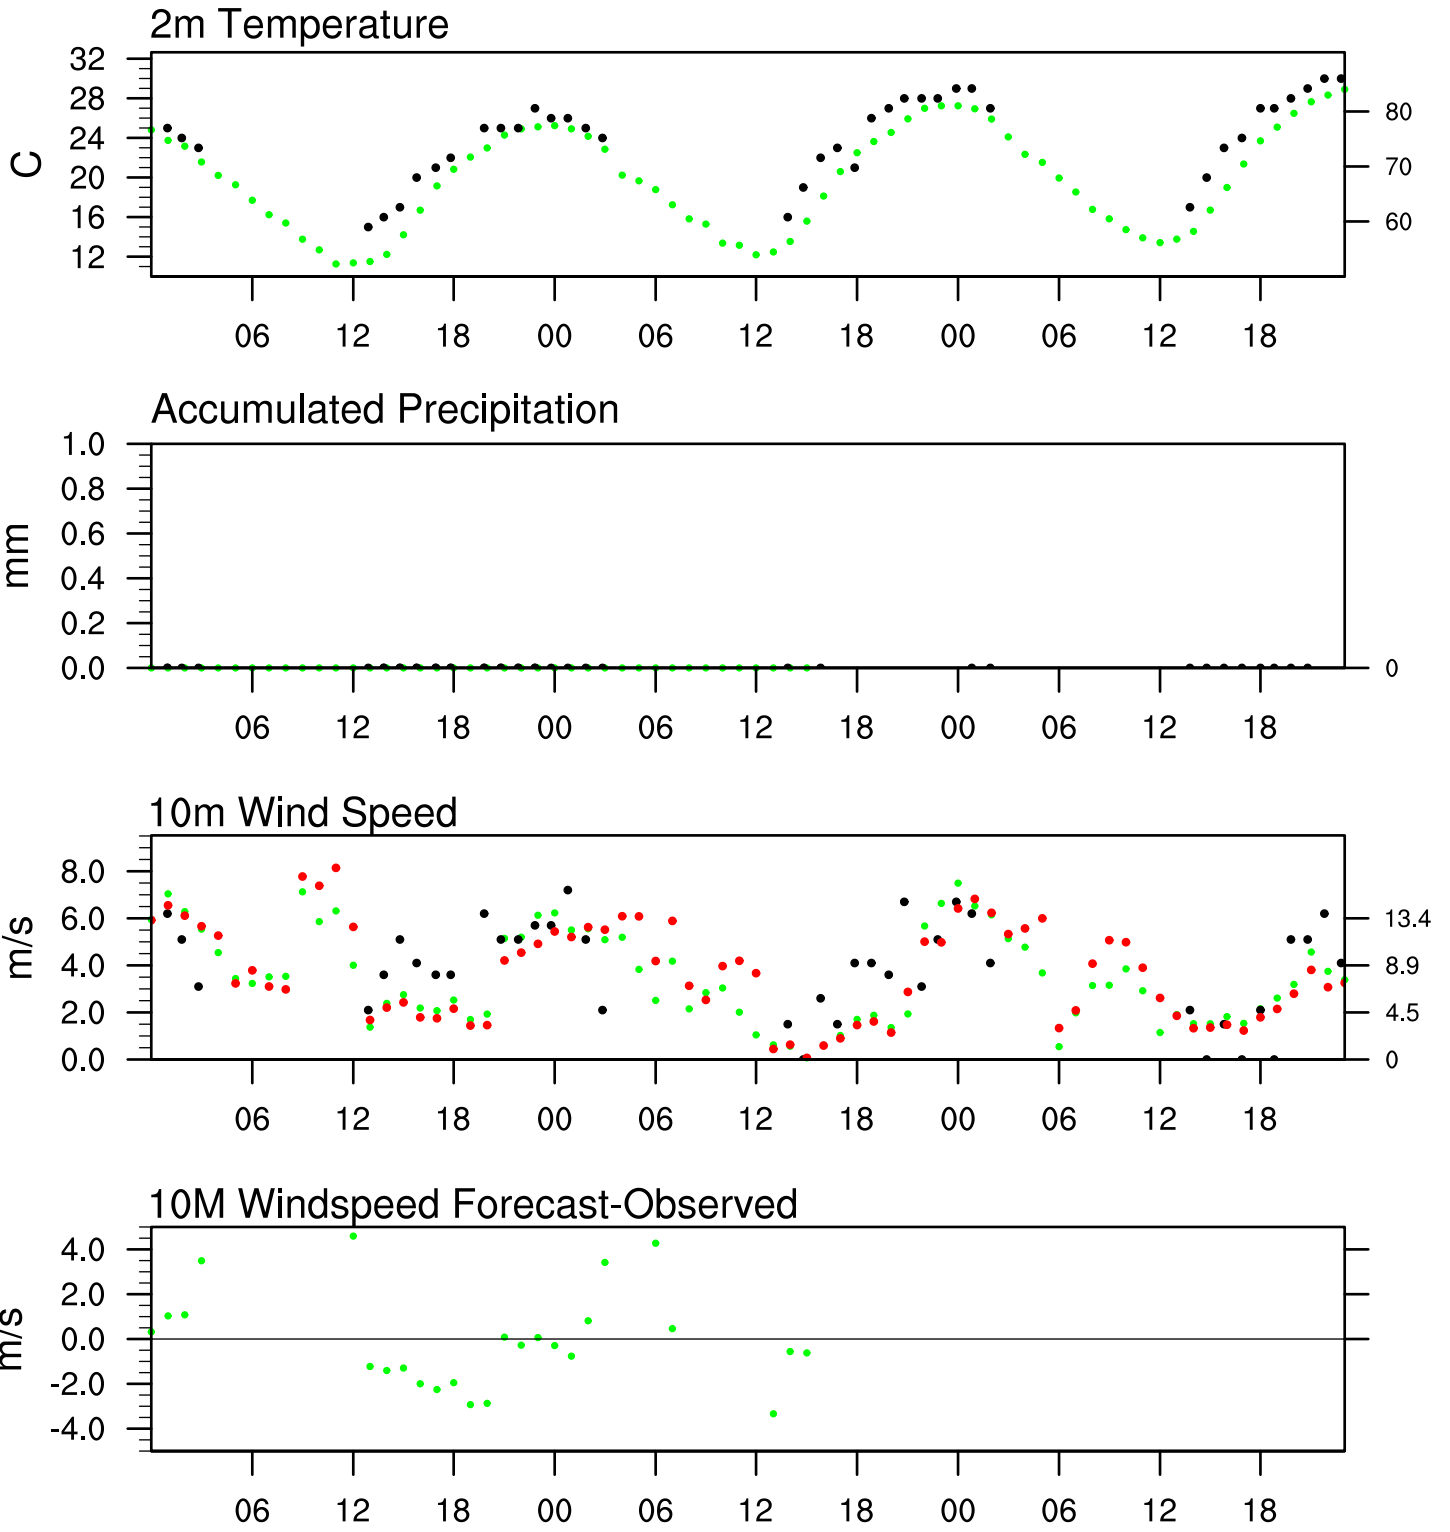 2m Temperature
32
28
24
20
16
12
C
80
70
60
06 12 18 00 06 12 18 00 06 12 18
Accumulated Precipitation
1.0
0.8
0.6
0.4
0.2
0.0
mm
0
06 12 18 00 06 12 18 00 06 12 18
10m Wind Speed
8.0
6.0
4.0
2.0
0.0
m/s
13.4
8.9
4.5
0
06 12 18 00 06 12 18 00 06 12 18
10M Windspeed Forecast-Observed
4.0
2.0
0.0
-2.0
-4.0
m/s
06 12 18 00 06 12 18 00 06 12 18